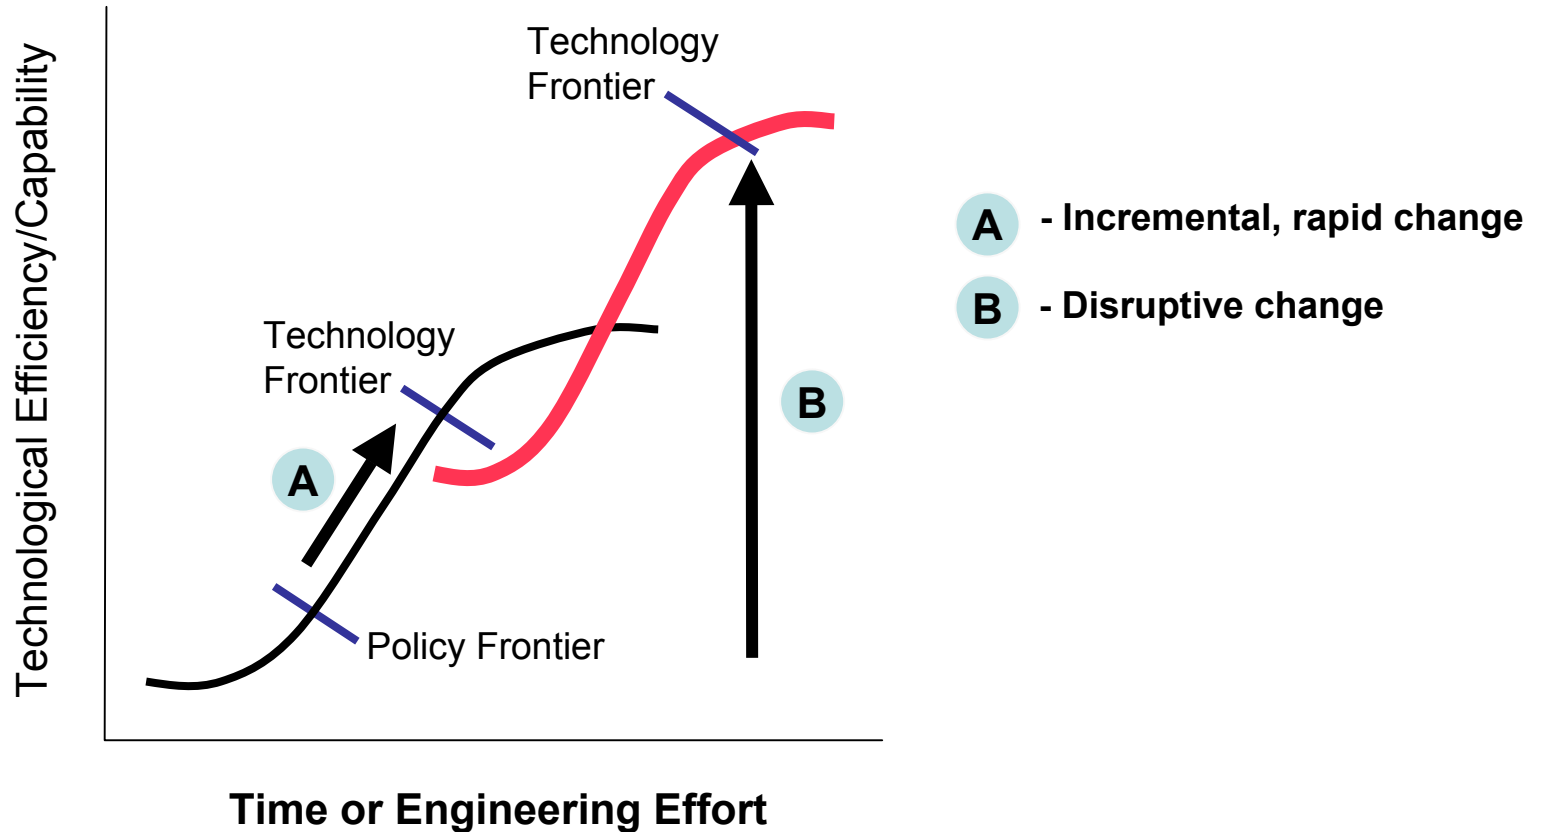 Technological Efficiency/Capability
Technology
Frontier
Technology
Frontier
A
Policy Frontier
B
A - Incremental, rapid change
B - Disruptive change
Time or Engineering Effort